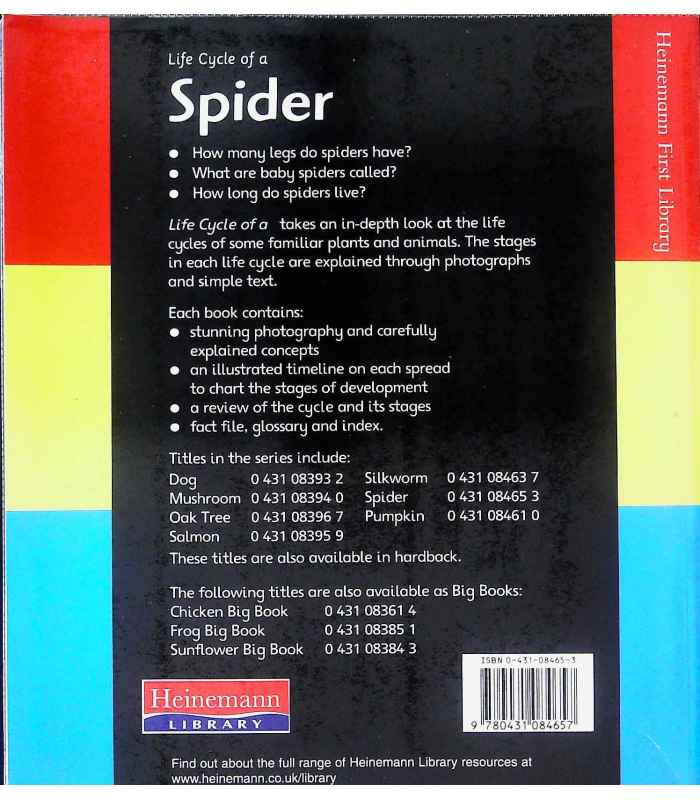 Life Cycle of a
Spider
• How many legs do spiders have?
• What are baby spiders called?
• How long do spiders live?
Life Cycle of a takes an in-depth look at the life
cycles of some familiar plants and animals. The stages
in each life cycle are explained through photographs
and simple text.
Each book contains:
• stunning photography and carefully
explained concepts
• an illustrated timeline on each spread
to chart the stages of development
• a review of the cycle and its stages
• fact file, glossary and index.
Titles in the series include:
Dog 0 431 08393 2 Silkworm 0 431 08463 7
Mushroom 0 431 08394 0 Spider 0 431 08465 3
Oak Tree 0 431 08396 7 Pumpkin 0 431 08461 0
Salmon 0 431 08395 9
These titles are also available in hardback.
The following titles are also available as Big Books:
Chicken Big Book 0 431 08361 4
Frog Big Book 0 431 08385 1
Sunflower Big Book 0 431 08384 3
ISBN 0-431-08465-3
9 780431 084657
Heinemann
LIBRARY
Find out about the full range of Heinemann Library resources at
www.heinemann.co.uk/library
Heinemann First Library